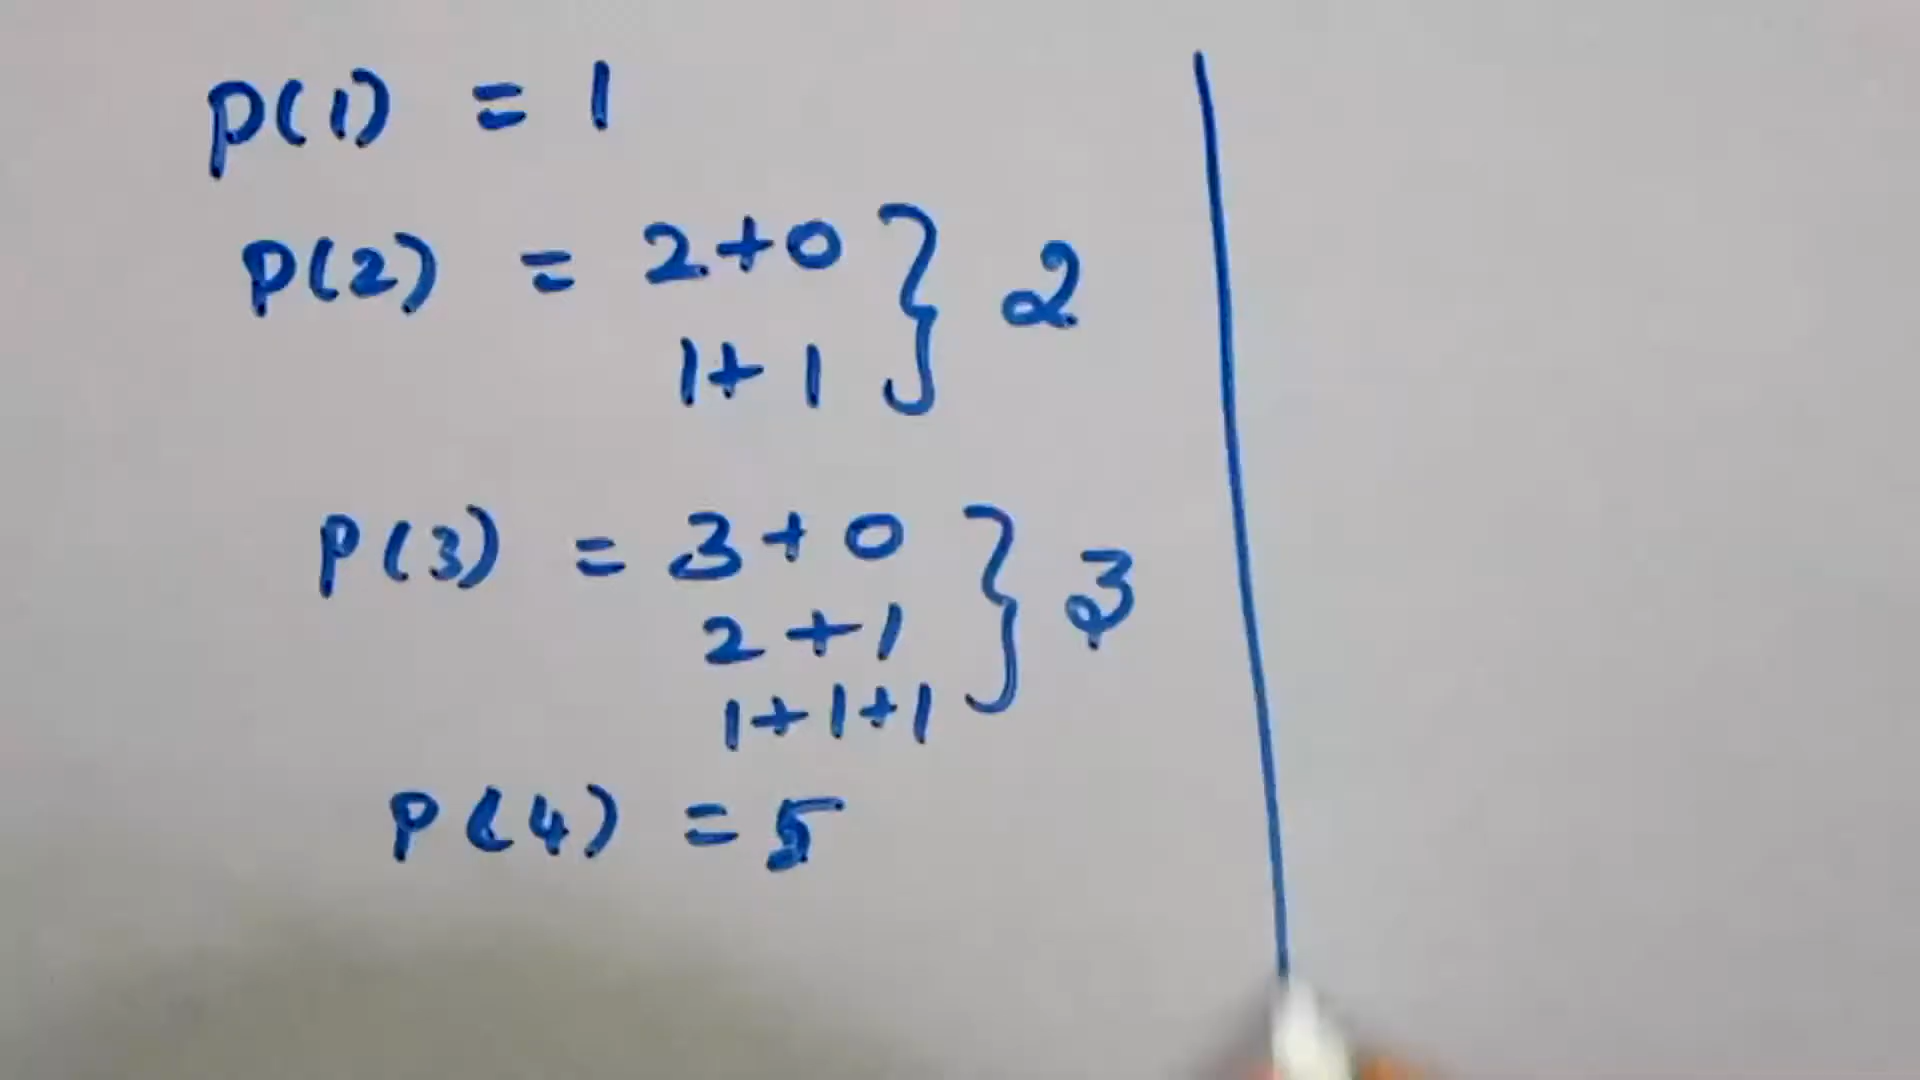 p(1) = 1
p(2) = 2+0 } 2
1+1
p(3) = 3+0 } 3
2+1
1+1+1
p(4) = 5